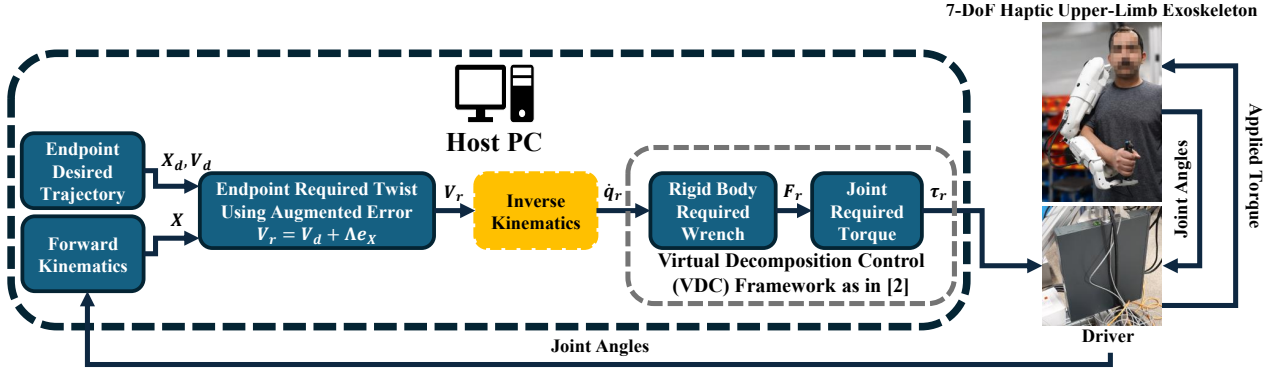 7-DoF Haptic Upper-Limb Exoskeleton
Host PC
Endpoint
Desired
Trajectory
X_d, V_d
Forward
Kinematics
X
Endpoint Required Twist
Using Augmented Error
V_r = V_d + Λe_X
V_r
Inverse
Kinematics
q̇_r
Rigid Body
Required
Wrench
F_r
Joint
Required
Torque
τ_r
Virtual Decomposition Control
(VDC) Framework as in [2]
Joint Angles
Applied Torque
Driver
Joint Angles